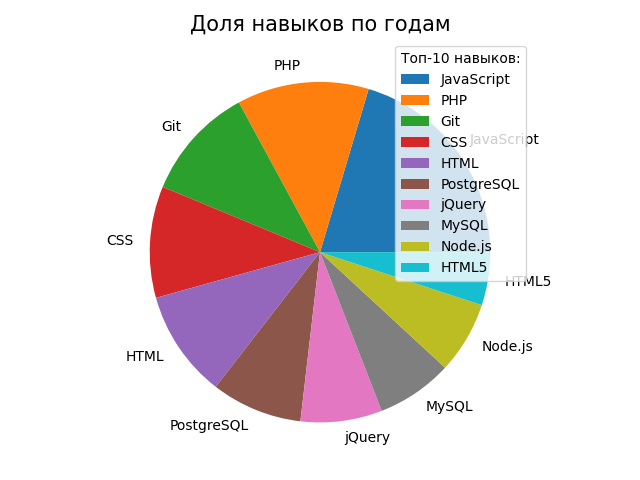 Доля навыков по годам
Топ-10 навыков:
JavaScript
PHP
Git
CSS
HTML
PostgreSQL
jQuery
MySQL
Node.js
HTML5
JavaScript
PHP
Git
CSS
HTML
PostgreSQL
jQuery
MySQL
Node.js
HTML5